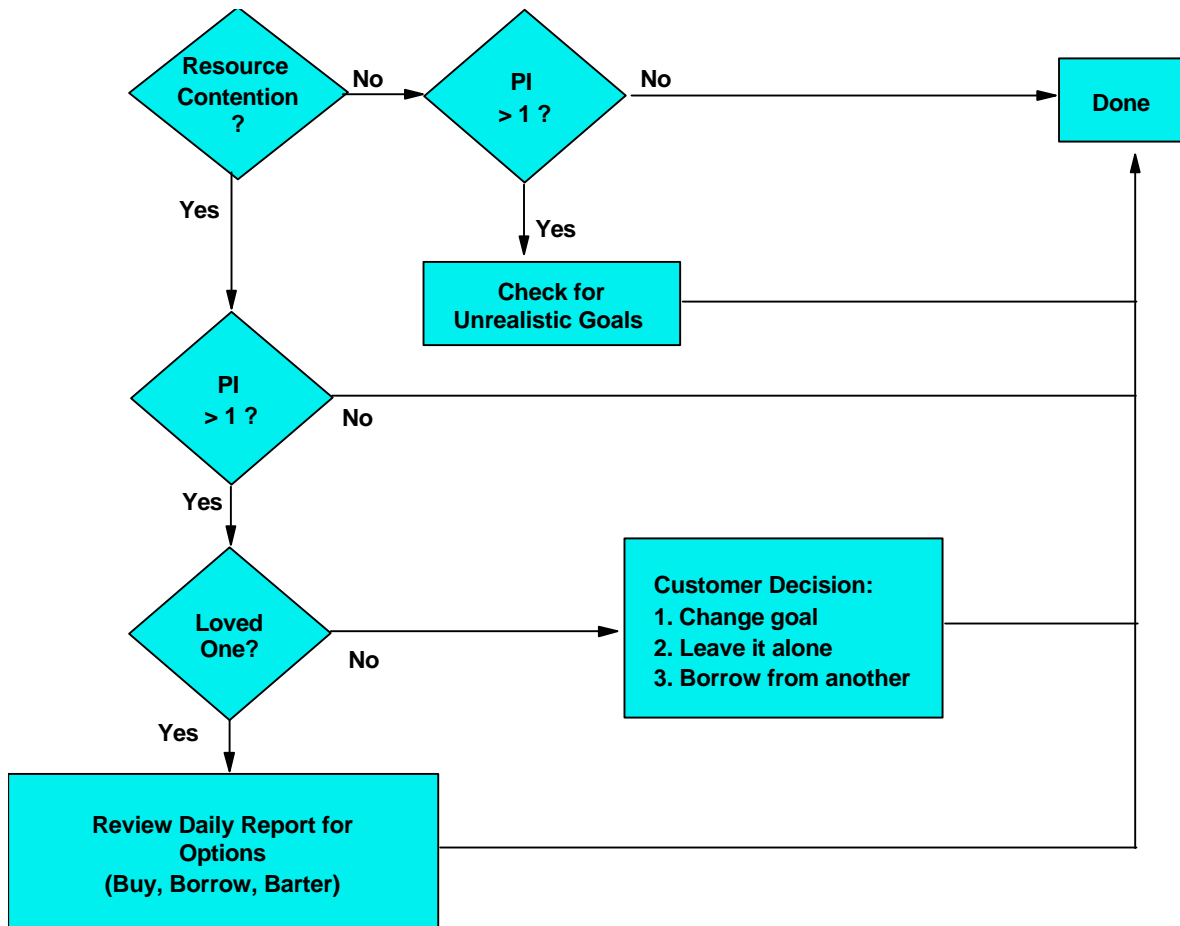 Resource
Contention
?
No
PI
> 1 ?
No
Done
Yes
Yes
Check for
Unrealistic Goals
PI
> 1 ?
No
Yes
Loved
One?
No
Customer Decision:
1. Change goal
2. Leave it alone
3. Borrow from another
Yes
Review Daily Report for
Options
(Buy, Borrow, Barter)